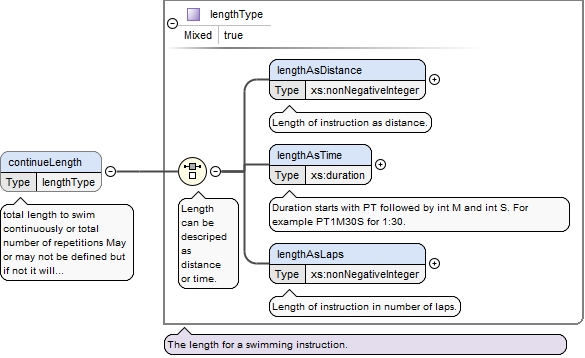 lengthType
Mixed true
lengthAsDistance
Type xs:nonNegativeInteger
Length of instruction as distance.
continueLength
Type lengthType
total length to swim
continuously or total
number of repetitions May
or may not be defined but
if not it will...
Length
can be
descriped
as
distance
or time.
lengthAsTime
Type xs:duration
Duration starts with PT followed by int M and int S. For
example PT1M30S for 1:30.
lengthAsLaps
Type xs:nonNegativeInteger
Length of instruction in number of laps.
The length for a swimming instruction.